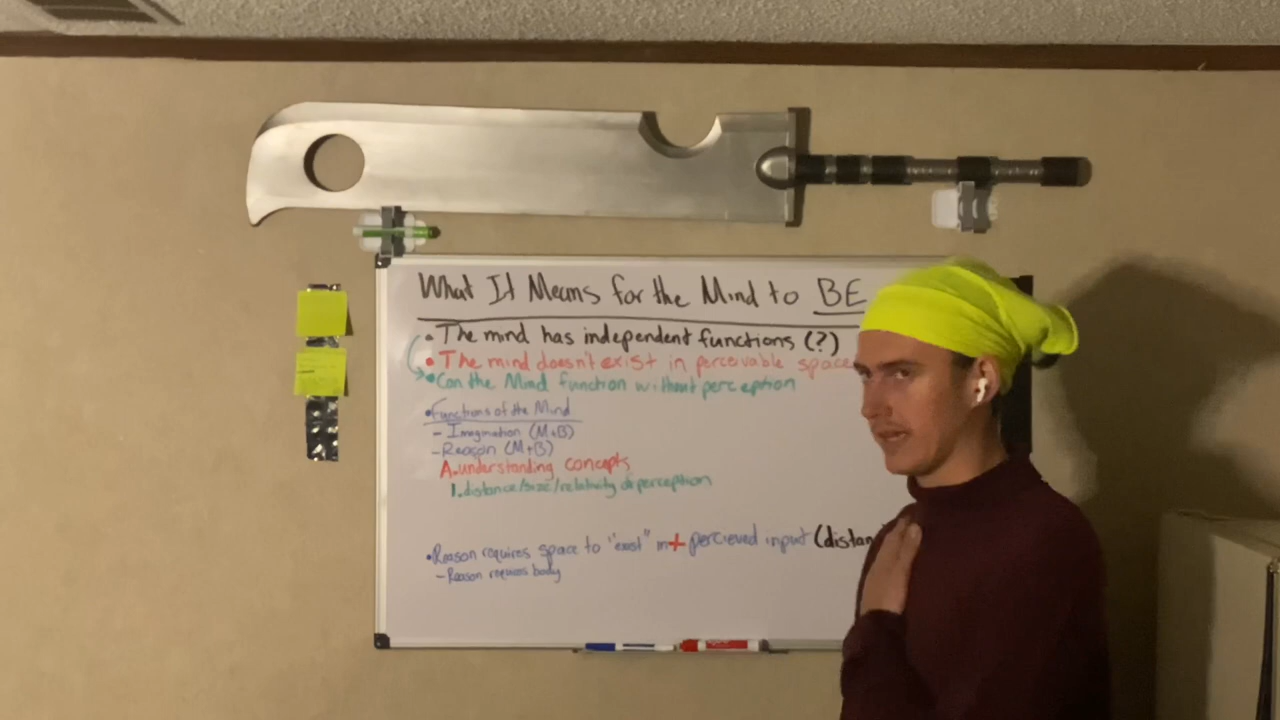 What It Means for the Mind to BE
• The mind has independent functions (?)
• The mind doesn't exist in perceivable space
• Can the Mind function without perception
• Functions of the Mind
- Imagination (M+B)
- Reason (M+B)
A. understanding concepts
1. distance/size/relativity of perception
• Reason requires space to "exist" in + percieved input (distan
- Reason requires body